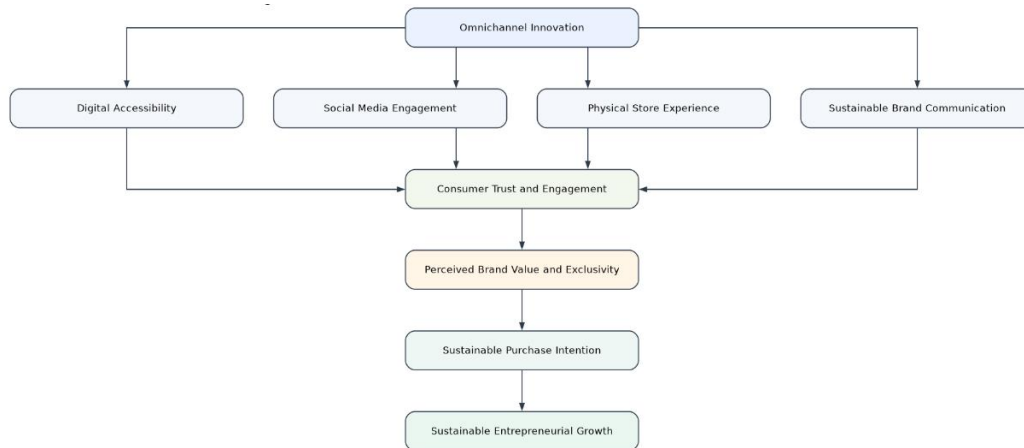 Omnichannel Innovation
Digital Accessibility
Social Media Engagement
Physical Store Experience
Sustainable Brand Communication
Consumer Trust and Engagement
Perceived Brand Value and Exclusivity
Sustainable Purchase Intention
Sustainable Entrepreneurial Growth